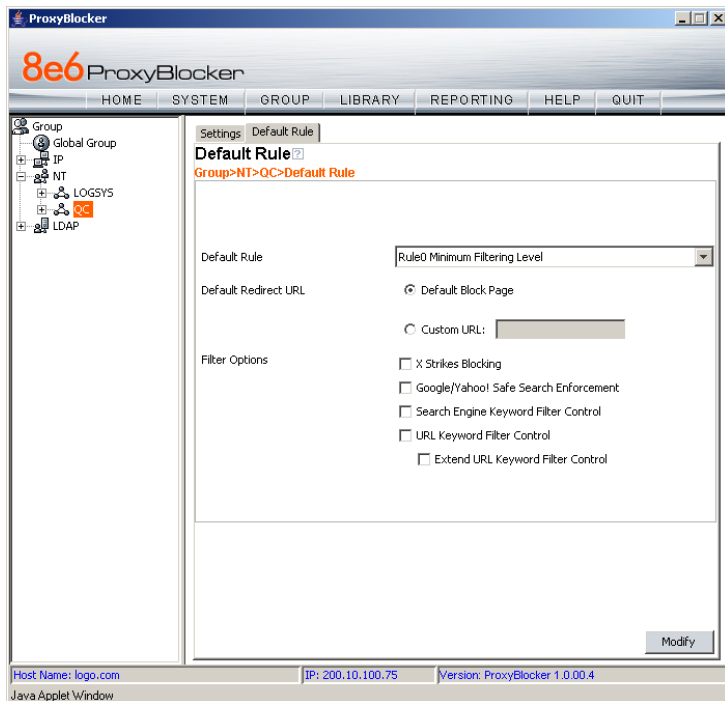 ProxyBlocker
8e6 ProxyBlocker
HOME SYSTEM GROUP LIBRARY REPORTING HELP QUIT
Group
Global Group
IP
NT
LOGSYS
QC
LDAP
Settings Default Rule
Default Rule ?
Group>NT>QC>Default Rule
Default Rule Rule0 Minimum Filtering Level
Default Redirect URL Default Block Page
Custom URL:
Filter Options X Strikes Blocking
Google/Yahoo! Safe Search Enforcement
Search Engine Keyword Filter Control
URL Keyword Filter Control
Extend URL Keyword Filter Control
Modify
Host Name: logo.com IP: 200.10.100.75 Version: ProxyBlocker 1.0.00.4
Java Applet Window